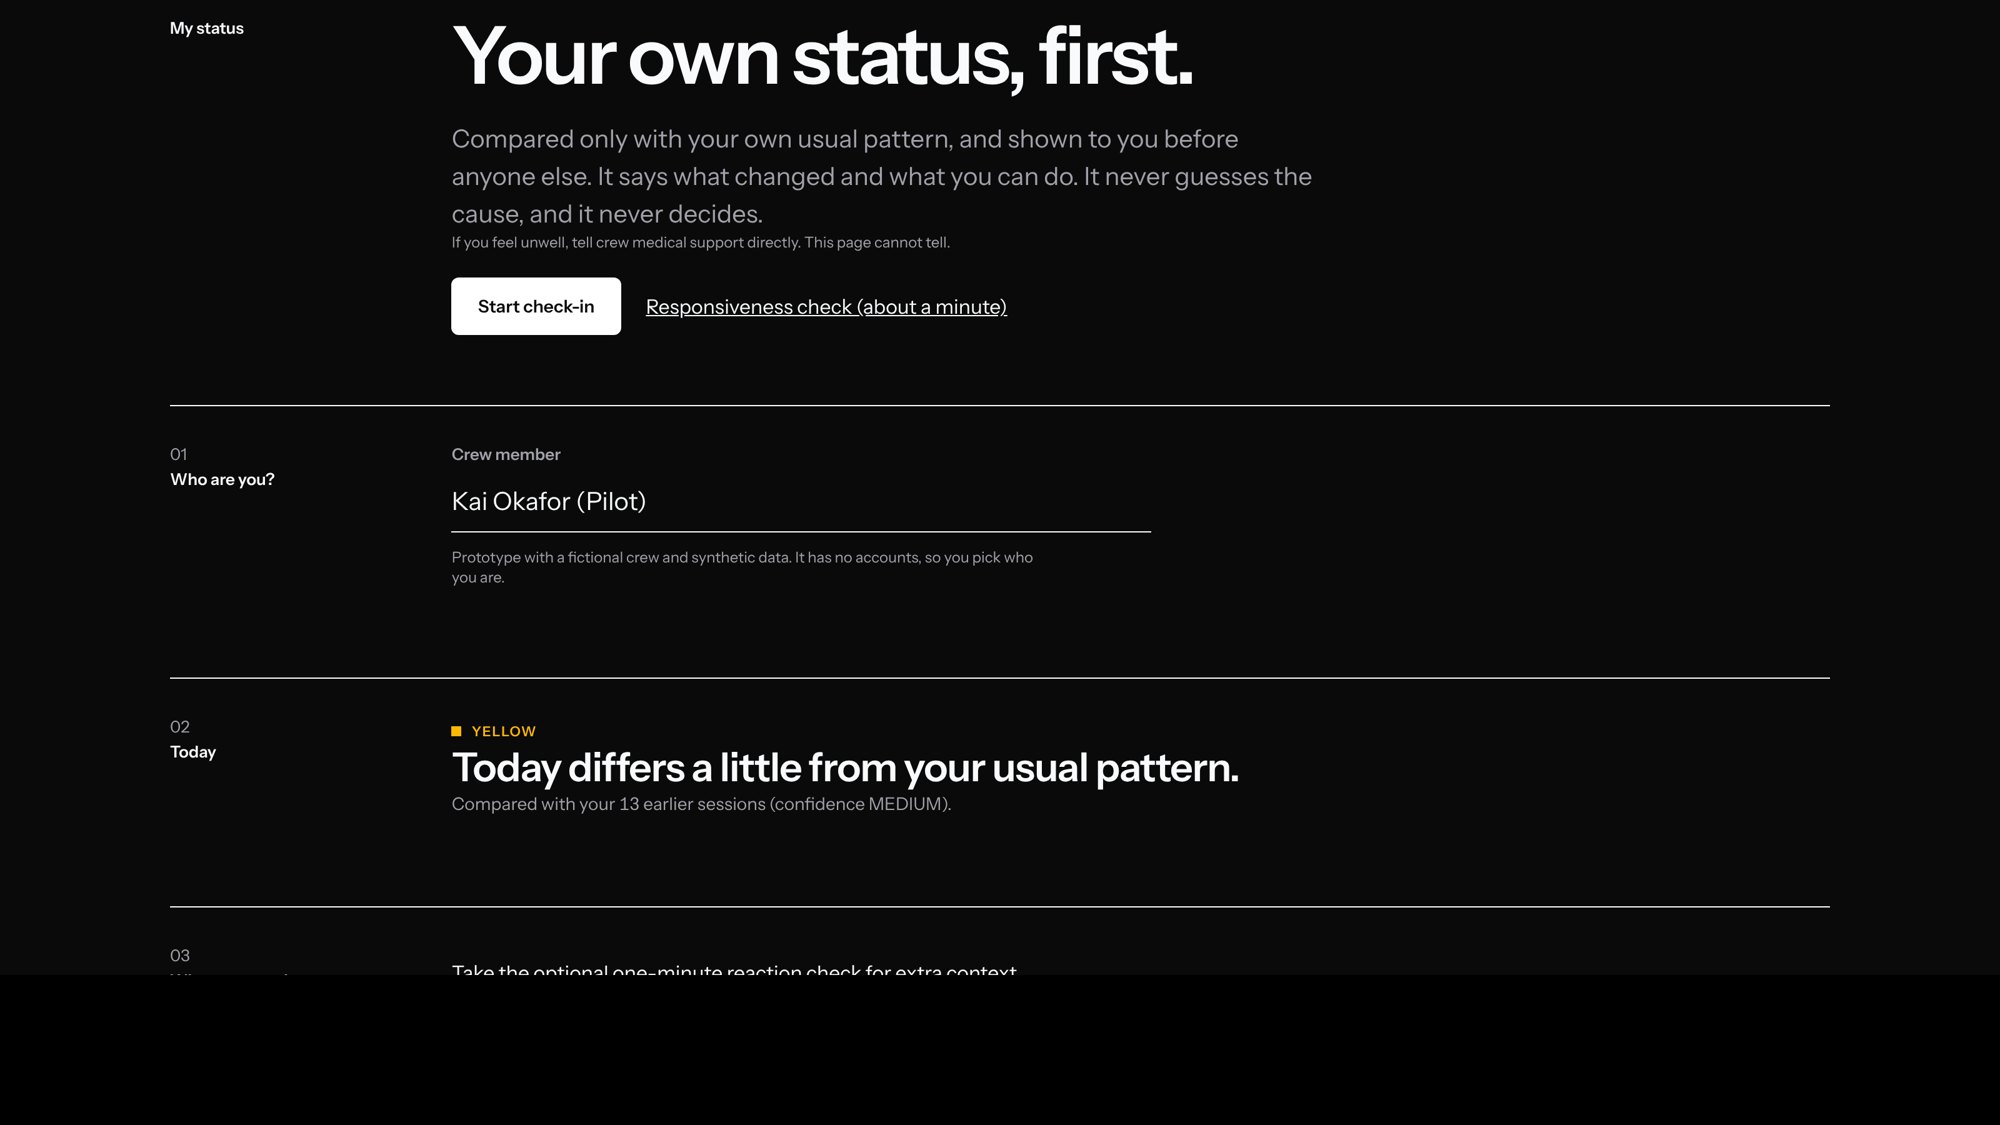 My status
Your own status, first.
Compared only with your own usual pattern, and shown to you before
anyone else. It says what changed and what you can do. It never guesses the
cause, and it never decides.
If you feel unwell, tell crew medical support directly. This page cannot tell.
Start check-in
Responsiveness check (about a minute)
01
Who are you?
Crew member
Kai Okafor (Pilot)
Prototype with a fictional crew and synthetic data. It has no accounts, so you pick who
you are.
02
Today
YELLOW
Today differs a little from your usual pattern.
Compared with your 13 earlier sessions (confidence MEDIUM).
03
Take the optional one-minute reaction check for extra context